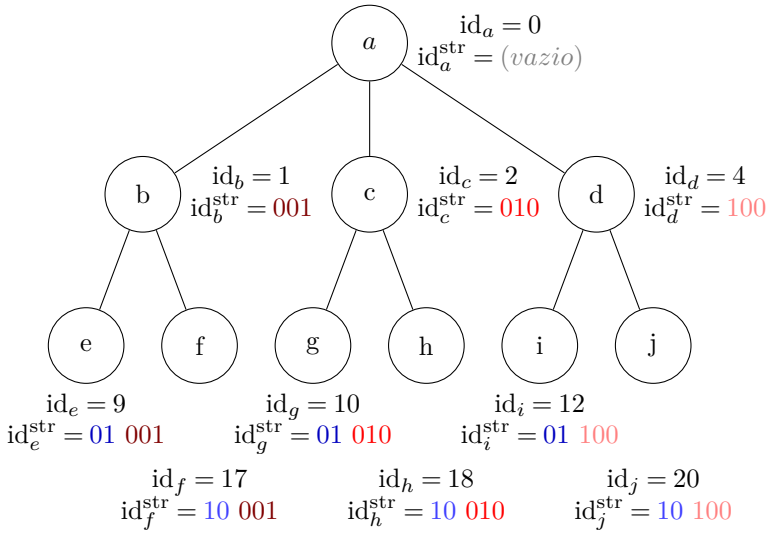 a
id_a = 0
id_a^str = (vazio)
b
id_b = 1
id_b^str = 001
c
id_c = 2
id_c^str = 010
d
id_d = 4
id_d^str = 100
e
f
g
h
i
j
id_e = 9
id_e^str = 01 001
id_g = 10
id_g^str = 01 010
id_i = 12
id_i^str = 01 100
id_f = 17
id_f^str = 10 001
id_h = 18
id_h^str = 10 010
id_j = 20
id_j^str = 10 100